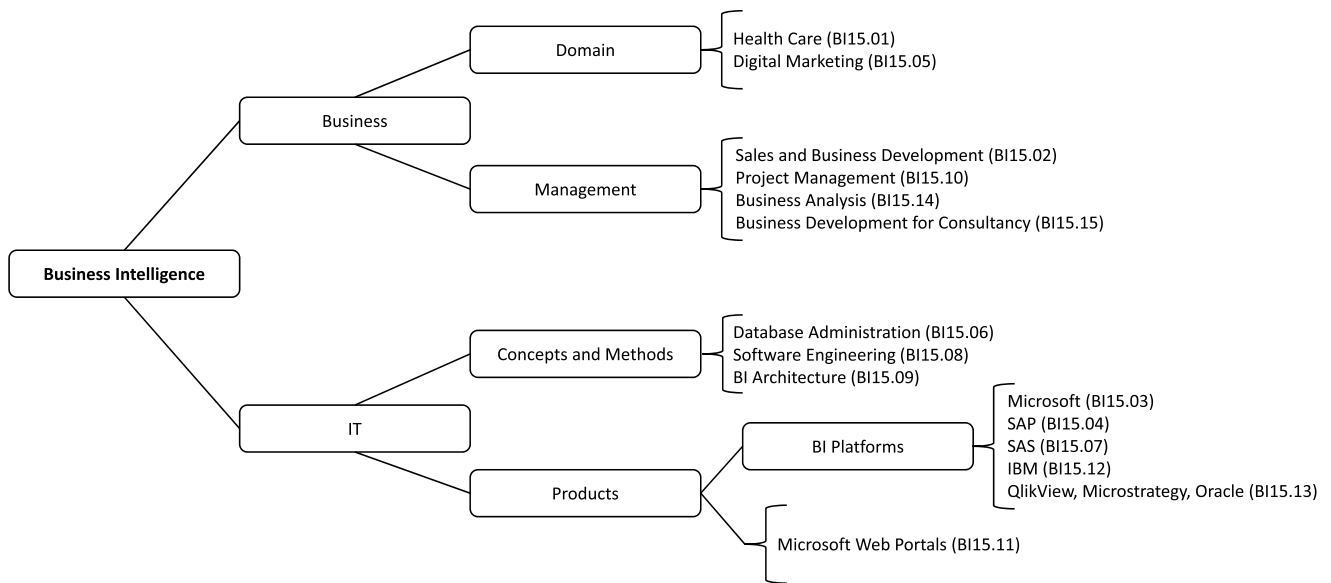 Business Intelligence
Business
Domain
Health Care (BI15.01)
Digital Marketing (BI15.05)
Management
Sales and Business Development (BI15.02)
Project Management (BI15.10)
Business Analysis (BI15.14)
Business Development for Consultancy (BI15.15)
IT
Concepts and Methods
Database Administration (BI15.06)
Software Engineering (BI15.08)
BI Architecture (BI15.09)
Products
BI Platforms
Microsoft (BI15.03)
SAP (BI15.04)
SAS (BI15.07)
IBM (BI15.12)
QlikView, Microstrategy, Oracle (BI15.13)
Microsoft Web Portals (BI15.11)